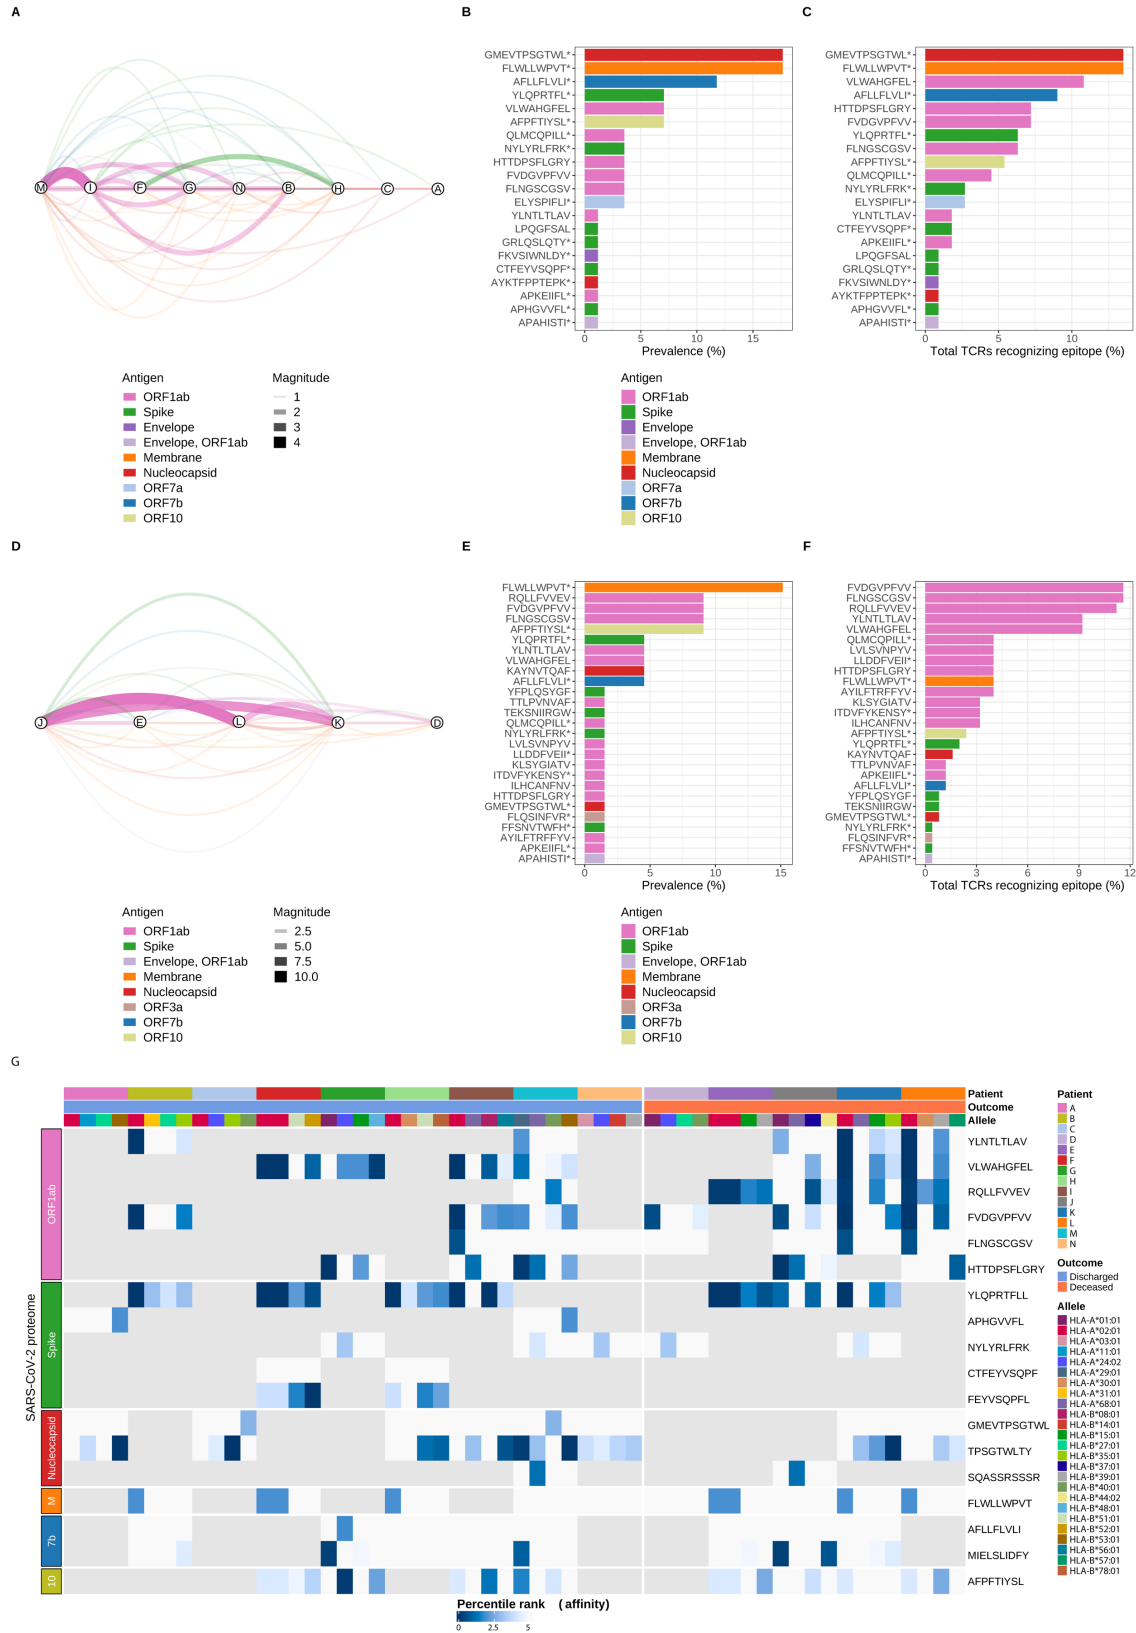 A
M
I
F
G
N
B
H
C
A
Antigen
ORF1ab
Spike
Envelope
Envelope, ORF1ab
Membrane
Nucleocapsid
ORF7a
ORF7b
ORF10
Magnitude
1
2
3
4
B
GMEVTPSGTWL*
FLWLLWPVT*
AFLLFLVLI*
YLQPRTFL*
VLWAHGFEL
AFPFTIYSL*
QLMCQPILL*
NYLYRLFRK*
HTTDPSFLGRY
FVDGVPFVV
FLNGSCGSV
ELYSPIFLI*
YLNTLTLAV
LPQGFSAL
GRLQSLQTY*
FKVSIWNLDY*
CTFEYVSQPF*
AYKTFPPTEPK*
APKEIIFL*
APHGVVFL*
APAHISTI*
0
5
10
15
Prevalence (%)
Antigen
ORF1ab
Spike
Envelope
Envelope, ORF1ab
Membrane
Nucleocapsid
ORF7a
ORF7b
ORF10
C
GMEVTPSGTWL*
FLWLLWPVT*
VLWAHGFEL
AFLLFLVLI*
HTTDPSFLGRY
FVDGVPFVV
YLQPRTFL*
FLNGSCGSV
AFPFTIYSL*
QLMCQPILL*
NYLYRLFRK*
ELYSPIFLI*
YLNTLTLAV
CTFEYVSQPF*
APKEIIFL*
LPQGFSAL
GRLQSLQTY*
FKVSIWNLDY*
AYKTFPPTEPK*
APHGVVFL*
APAHISTI*
0
5
10
Total TCRs recognizing epitope (%)
D
J
E
L
K
D
Antigen
ORF1ab
Spike
Envelope, ORF1ab
Membrane
Nucleocapsid
ORF3a
ORF7b
ORF10
Magnitude
2.5
5.0
7.5
10.0
E
FLWLLWPVT*
RQLLFVVEV
FVDGVPFVV
FLNGSCGSV
AFPFTIYSL*
YLQPRTFL*
YLNTLTLAV
VLWAHGFEL
KAYNVTQAF
AFLLFLVLI*
YFPLQSYGF
TTLPVNVAF
TEKSNIIRGW
QLMCQPILL*
NYLYRLFRK*
LVLSVNPYV
LLDDFVEII*
KLSYGIATV
ITDVFYKENSY*
ILHCANFNV
HTTDPSFLGRY
GMEVTPSGTWL*
FLQSINFVR*
FFSNVTWFH*
AYILFTRFFYV
APKEIIFL*
APAHISTI*
0
5
10
15
Prevalence (%)
Antigen
ORF1ab
Spike
Envelope, ORF1ab
Membrane
Nucleocapsid
ORF3a
ORF7b
ORF10
F
FVDGVPFVV
FLNGSCGSV
RQLLFVVEV
YLNTLTLAV
VLWAHGFEL
QLMCQPILL*
LVLSVNPYV
LLDDFVEII*
HTTDPSFLGRY
FLWLLWPVT*
AYILFTRFFYV
KLSYGIATV
ITDVFYKENSY*
ILHCANFNV
AFPFTIYSL*
YLQPRTFL*
KAYNVTQAF
TTLPVNVAF
APKEIIFL*
AFLLFLVLI*
YFPLQSYGF
TEKSNIIRGW
GMEVTPSGTWL*
NYLYRLFRK*
FLQSINFVR*
FFSNVTWFH*
APAHISTI*
0
3
6
9
12
Total TCRs recognizing epitope (%)
G
Patient
Outcome
Allele
SARS-CoV-2 proteome
ORF1ab
Spike
Nucleocapsid
M
7b
10
YLNTLTLAV
VLWAHGFEL
RQLLFVVEV
FVDGVPFVV
FLNGSCGSV
HTTDPSFLGRY
YLQPRTFLL
APHGVVFL
NYLYRLFRK
CTFEYVSQPF
FEYVSQPFL
GMEVTPSGTWL
TPSGTWLTY
SQASSRSSSR
FLWLLWPVT
AFLLFLVLI
MIELSLIDFY
AFPFTIYSL
Percentile rank (affinity)
0
2.5
5
Patient
A
B
C
D
E
F
G
H
I
J
K
L
M
N
Outcome
Discharged
Deceased
Allele
HLA-A*01:01
HLA-A*02:01
HLA-A*03:01
HLA-A*11:01
HLA-A*24:02
HLA-A*29:01
HLA-A*30:01
HLA-A*31:01
HLA-A*68:01
HLA-B*08:01
HLA-B*14:01
HLA-B*15:01
HLA-B*27:01
HLA-B*35:01
HLA-B*37:01
HLA-B*39:01
HLA-B*40:01
HLA-B*44:02
HLA-B*48:01
HLA-B*51:01
HLA-B*52:01
HLA-B*53:01
HLA-B*56:01
HLA-B*57:01
HLA-B*78:01